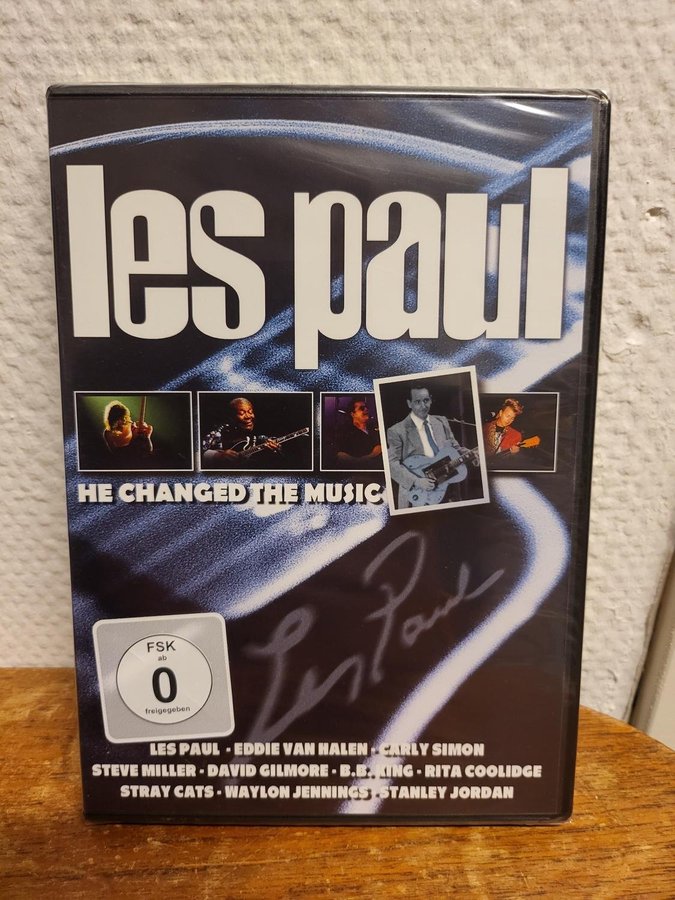 les paul
HE CHANGED THE MUSIC
Les Paul
FSK
ab
0
freigegeben
LES PAUL - EDDIE VAN HALEN - CARLY SIMON
STEVE MILLER - DAVID GILMORE - B.B. KING - RITA COOLIDGE
STRAY CATS - WAYLON JENNINGS - STANLEY JORDAN